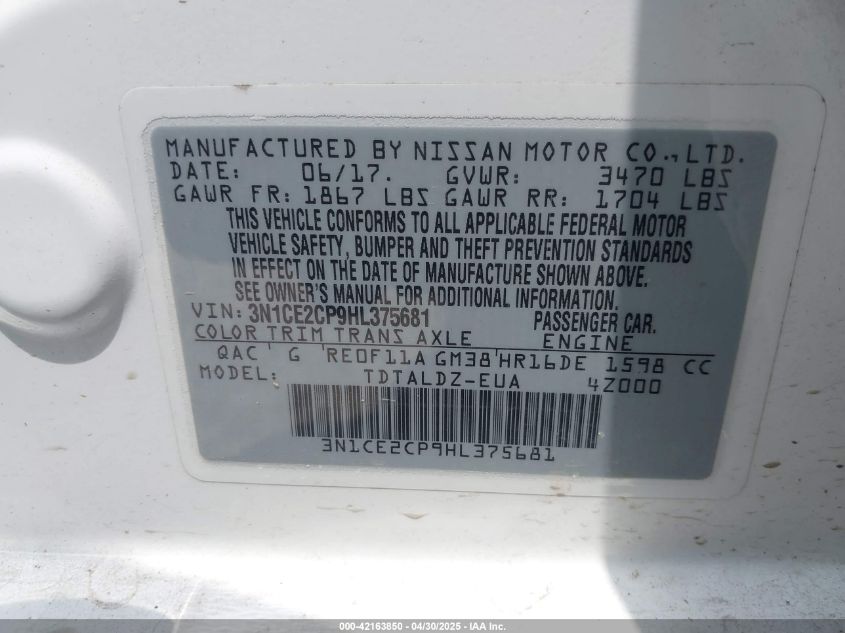 MANUFACTURED BY NISSAN MOTOR CO.,LTD.
DATE: 06/17. GVWR: 3470 LBS
GAWR FR: 1867 LBS GAWR RR: 1704 LBS
THIS VEHICLE CONFORMS TO ALL APPLICABLE FEDERAL MOTOR
VEHICLE SAFETY, BUMPER AND THEFT PREVENTION STANDARDS
IN EFFECT ON THE DATE OF MANUFACTURE SHOWN ABOVE.
SEE OWNER'S MANUAL FOR ADDITIONAL INFORMATION.
VIN: 3N1CE2CP9HL375681 PASSENGER CAR.
COLOR TRIM TRANS AXLE ENGINE
QAC G RE0F11A GM38 HR16DE 1598 CC
MODEL: TDTALDZ-EUA 4Z000
3N1CE2CP9HL375681
000-42163850 - 04/30/2025 - IAA Inc.